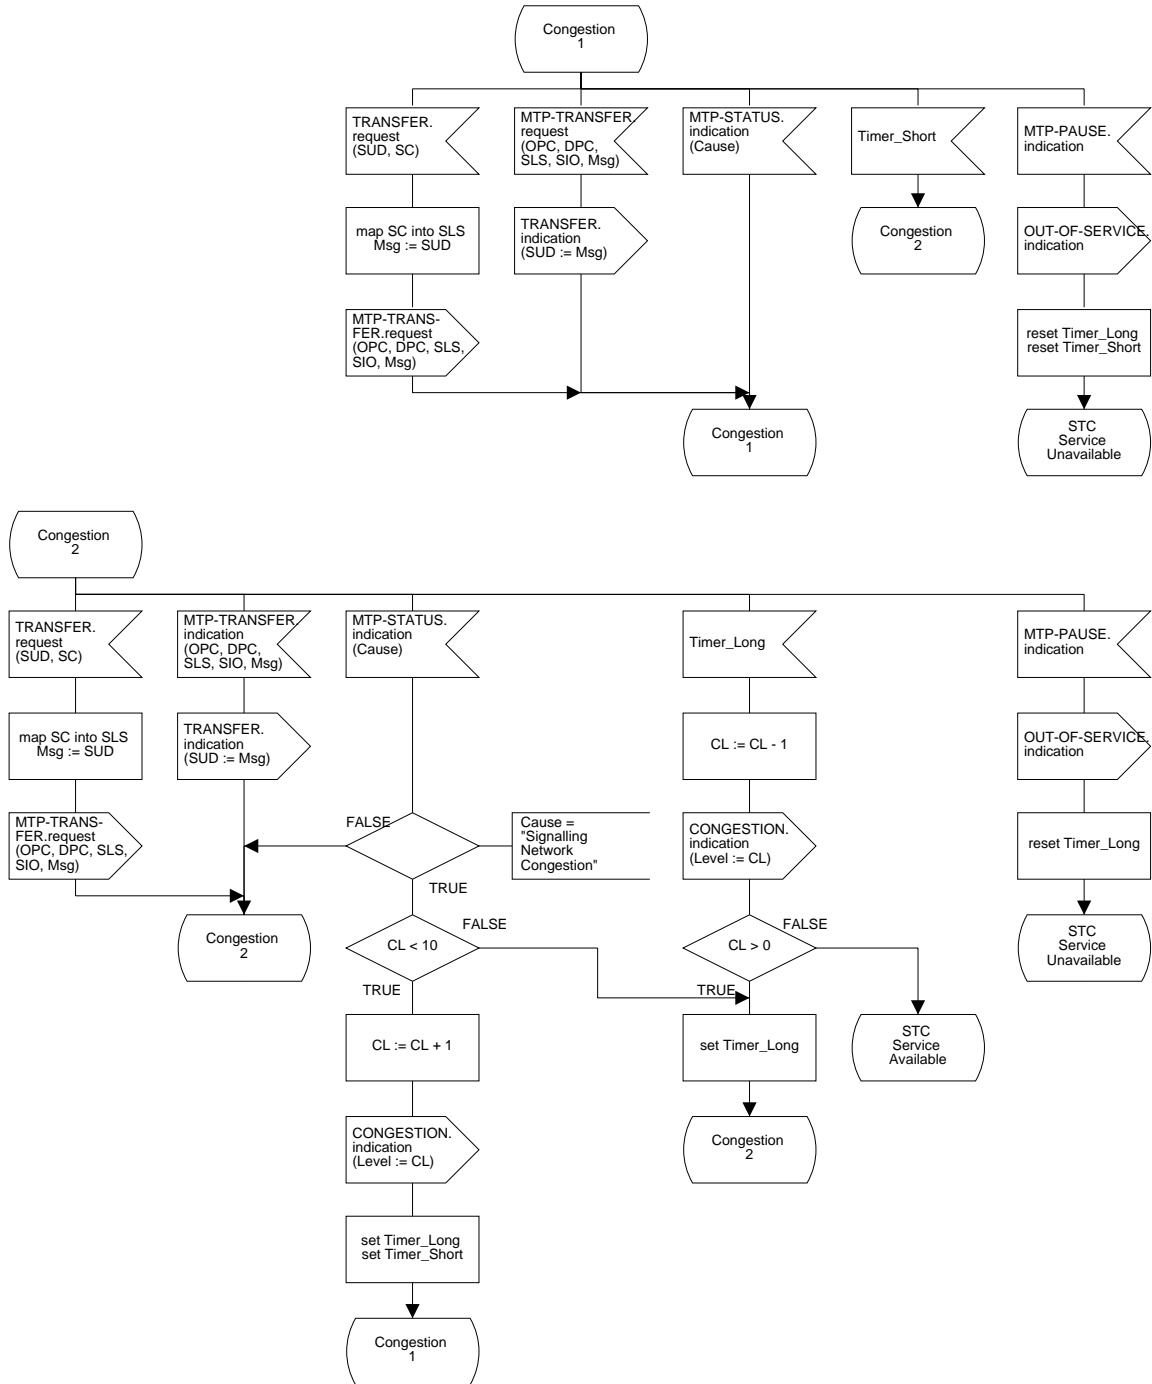 Congestion
1
TRANSFER.
request
(SUD, SC)
MTP-TRANSFER.
request
(OPC, DPC,
SLS, SIO, Msg)
MTP-STATUS.
indication
(Cause)
Timer_Short
MTP-PAUSE.
indication
map SC into SLS
Msg := SUD
TRANSFER.
indication
(SUD := Msg)
Congestion
2
OUT-OF-SERVICE.
indication
MTP-TRANS-
FER.request
(OPC, DPC, SLS,
SIO, Msg)
reset Timer_Long
reset Timer_Short
Congestion
1
STC
Service
Unavailable
Congestion
2
TRANSFER.
request
(SUD, SC)
MTP-TRANSFER.
indication
(OPC, DPC,
SLS, SIO, Msg)
MTP-STATUS.
indication
(Cause)
Timer_Long
MTP-PAUSE.
indication
map SC into SLS
Msg := SUD
TRANSFER.
indication
(SUD := Msg)
CL := CL - 1
OUT-OF-SERVICE.
indication
MTP-TRANS-
FER.request
(OPC, DPC, SLS,
SIO, Msg)
FALSE
Cause =
"Signalling
Network
Congestion"
CONGESTION.
indication
(Level := CL)
reset Timer_Long
TRUE
Congestion
2
CL < 10
FALSE
CL > 0
FALSE
STC
Service
Unavailable
TRUE
TRUE
CL := CL + 1
set Timer_Long
STC
Service
Available
CONGESTION.
indication
(Level := CL)
Congestion
2
set Timer_Long
set Timer_Short
Congestion
1